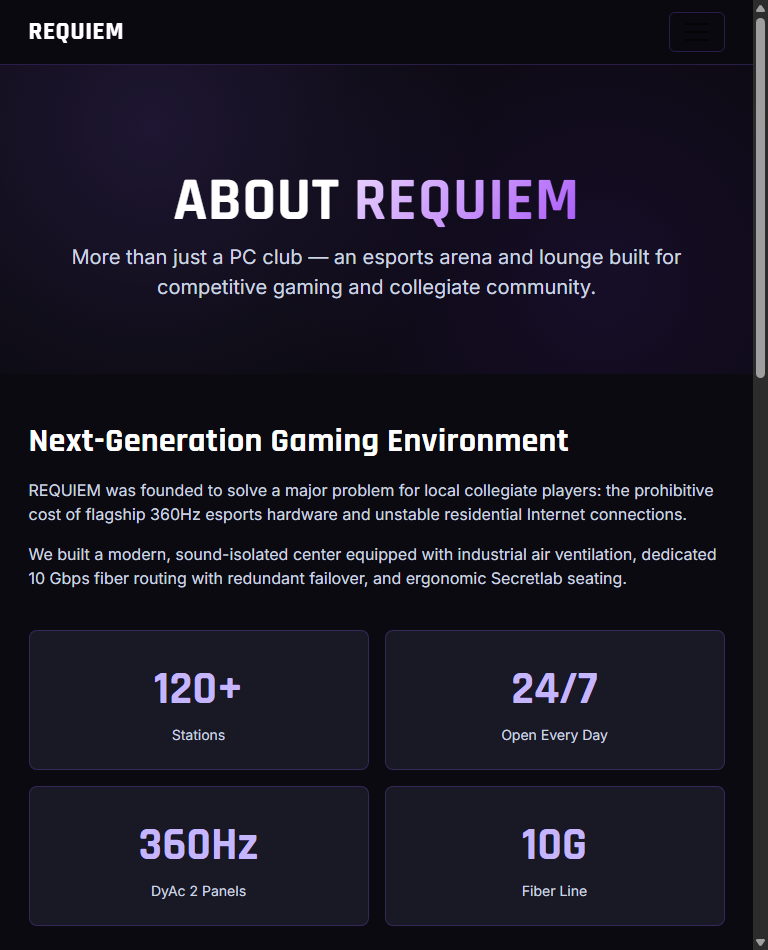 REQUIEM
ABOUT REQUIEM
More than just a PC club — an esports arena and lounge built for
competitive gaming and collegiate community.
Next-Generation Gaming Environment
REQUIEM was founded to solve a major problem for local collegiate players: the prohibitive
cost of flagship 360Hz esports hardware and unstable residential Internet connections.
We built a modern, sound-isolated center equipped with industrial air ventilation, dedicated
10 Gbps fiber routing with redundant failover, and ergonomic Secretlab seating.
120+
Stations
24/7
Open Every Day
360Hz
DyAc 2 Panels
10G
Fiber Line